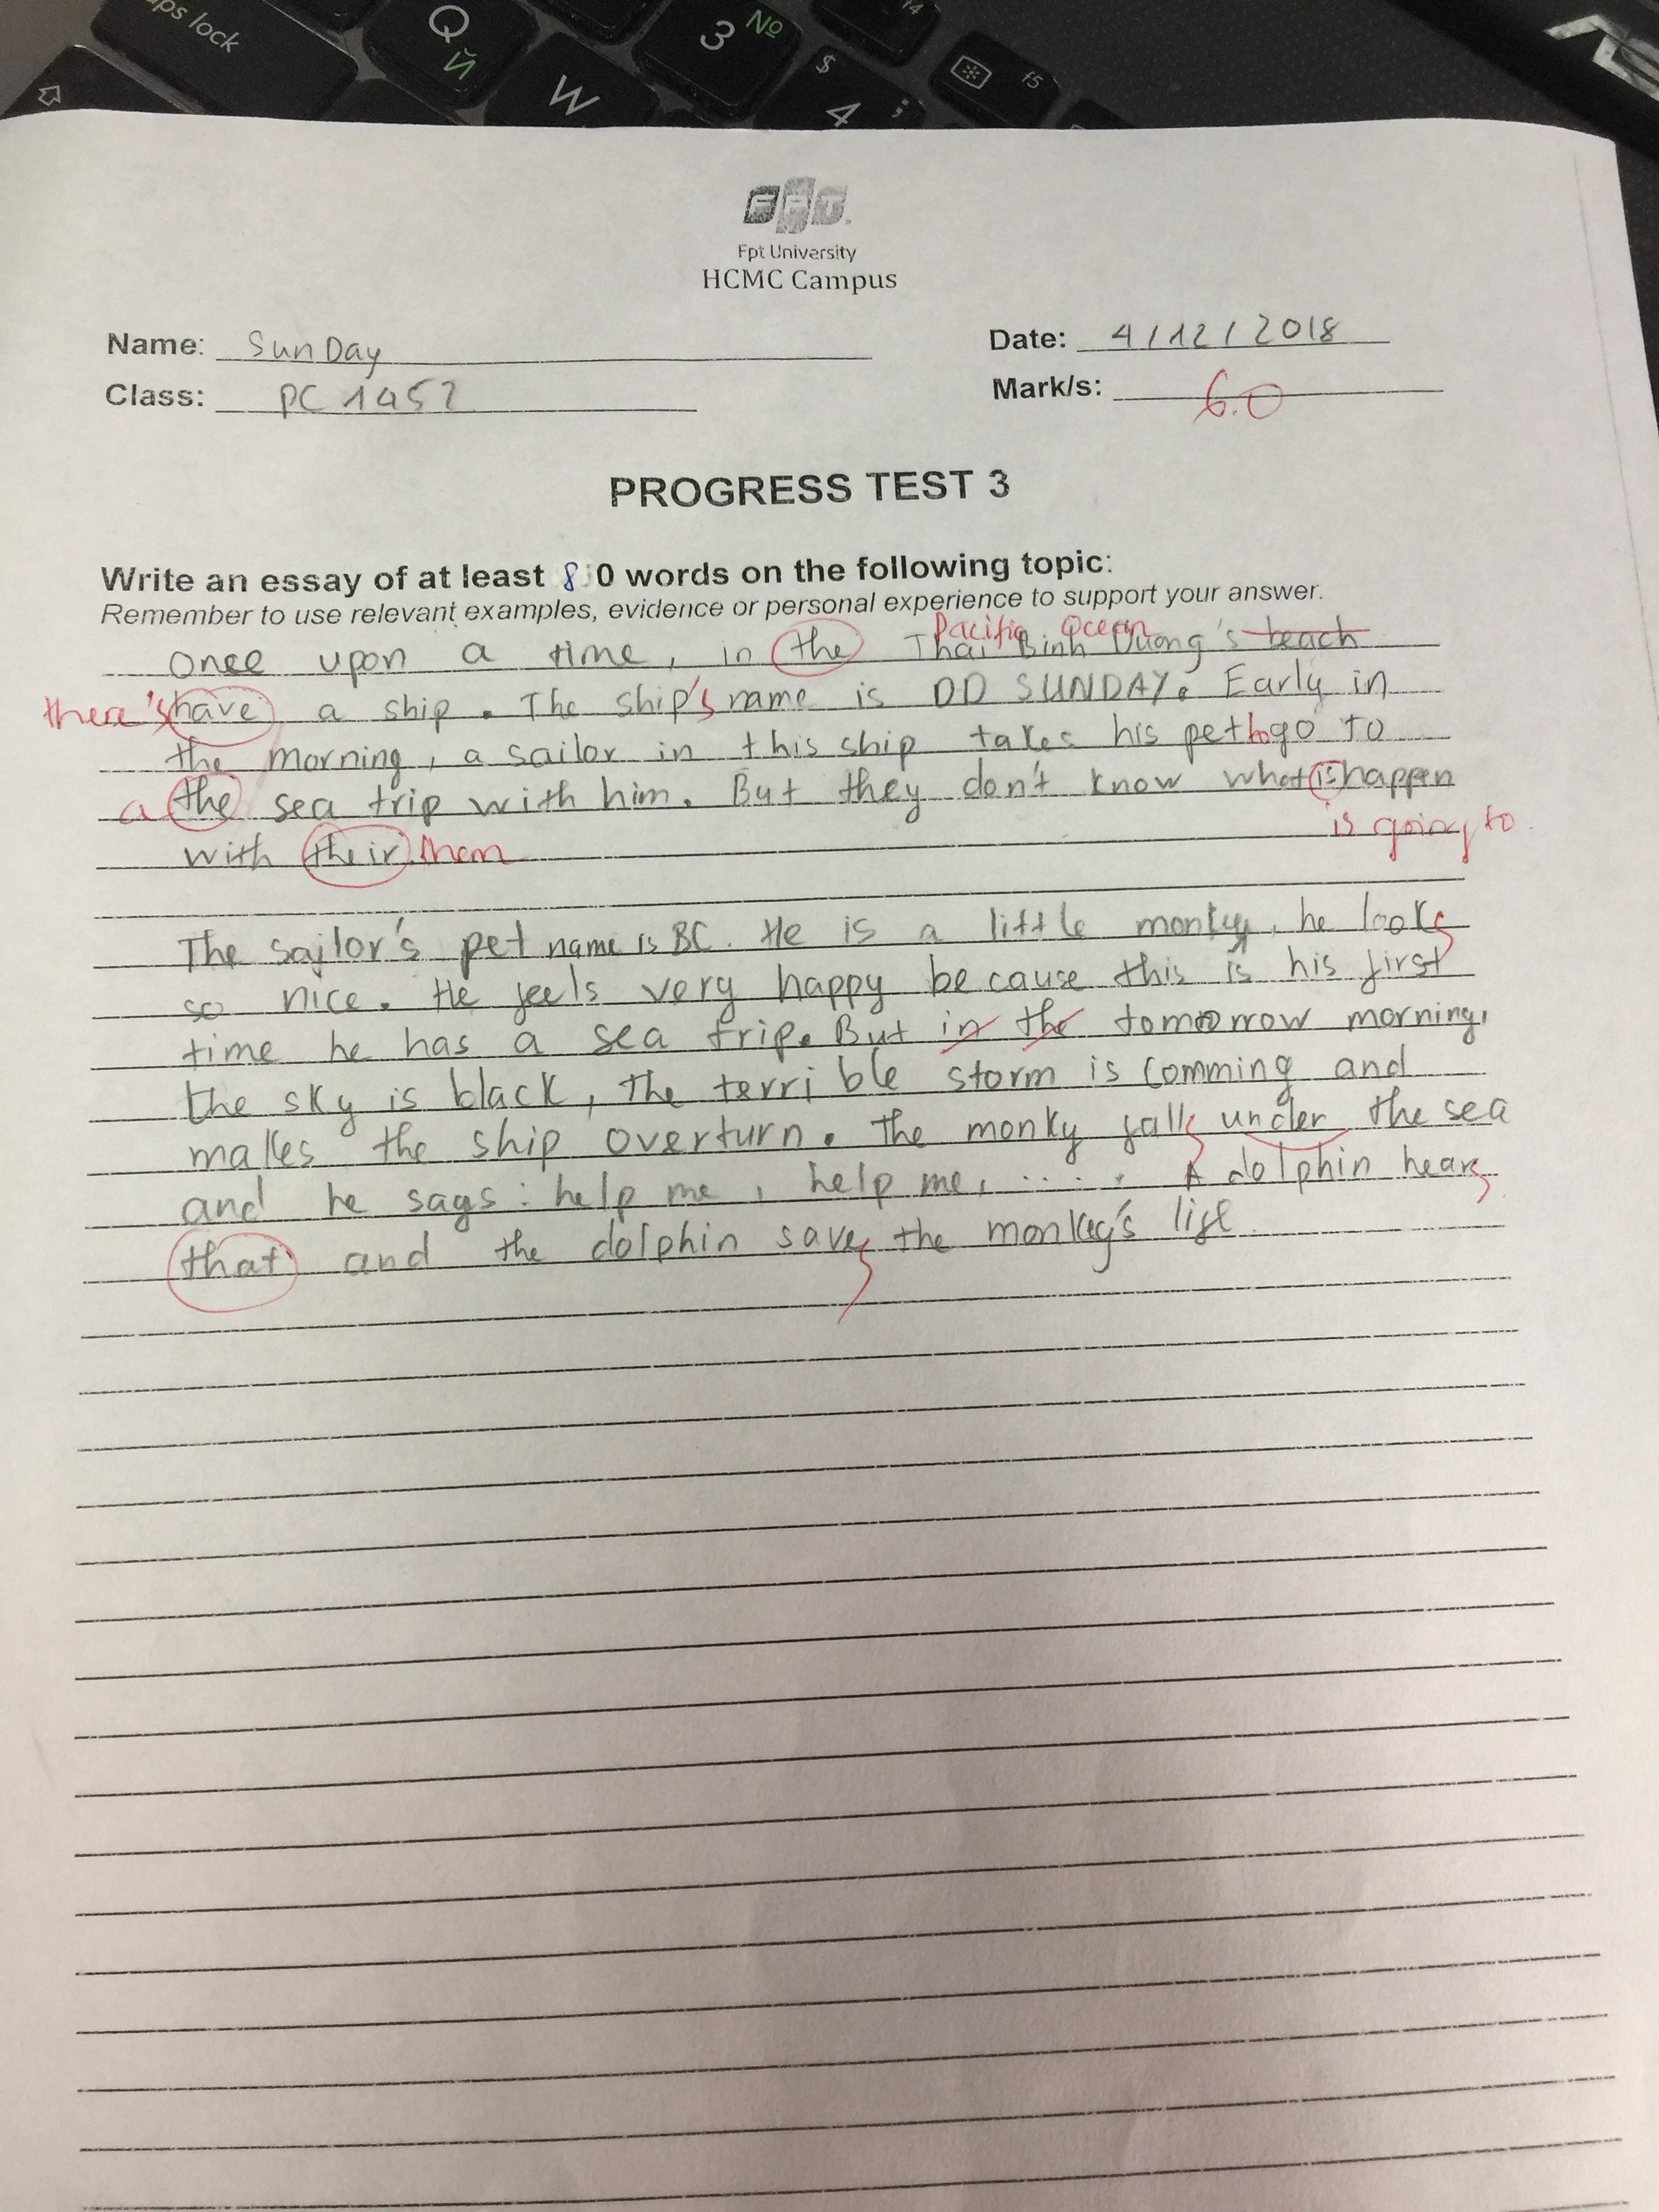 ps lock
Q
Й
W
3 №
$
4 ;
f4
f5
FPT.
Fpt University
HCMC Campus
Name: SunDay
Date: 4/12/2018
Class: PC 1452
Mark/s: 6.0
PROGRESS TEST 3
Write an essay of at least 80 words on the following topic:
Remember to use relevant examples, evidence or personal experience to support your answer.
Pacific Ocean
Once upon a time, in the Thai Binh Duong's beach
there's have a ship. The ship's name is DD SUNDAY. Early in
the morning, a sailor in this ship takes his pet to go to
a the sea trip with him. But they don't know what is happen
is going to
with their them
The sailor's pet name is BC. He is a little monky, he looks
so nice. He feels very happy because this is his first
time he has a sea trip. But in the tomorrow morning,
the sky is black, The terrible storm is comming and
makes the ship overturn. The monky falls under the sea
and he says: help me, help me, .... A dolphin hears
that and the dolphin saves the monkey's life.